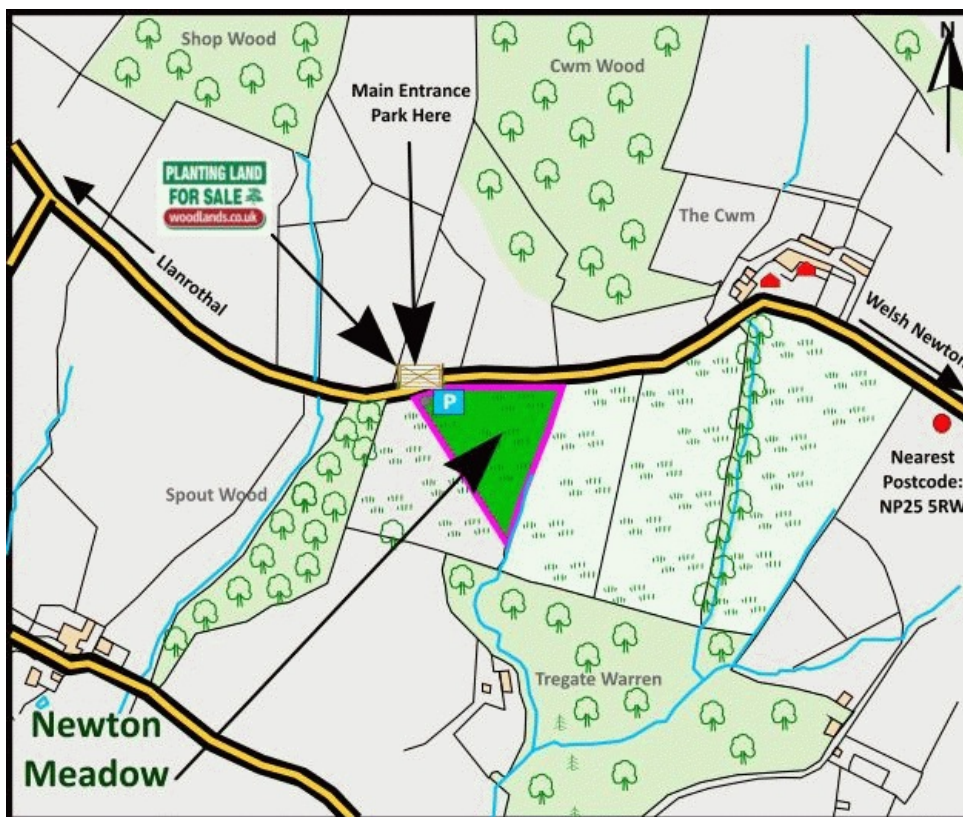 Shop Wood
Cwm Wood
N
Main Entrance
Park Here
PLANTING LAND
FOR SALE
woodlands.co.uk
The Cwm
Llanrothal
Welsh Newton
P
Nearest
Postcode:
NP25 5RW
Spout Wood
Tregate Warren
Newton
Meadow